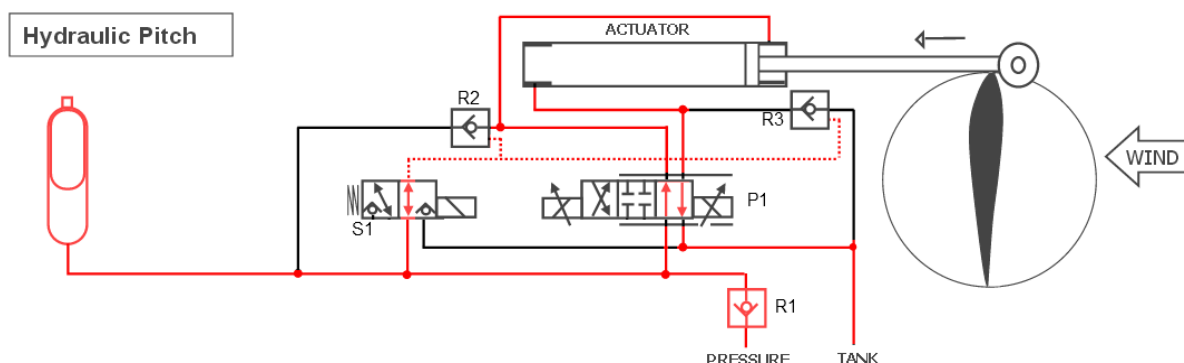 Hydraulic Pitch
ACTUATOR
R2
R3
WIND
S1
P1
R1
PRESSURE
TANK